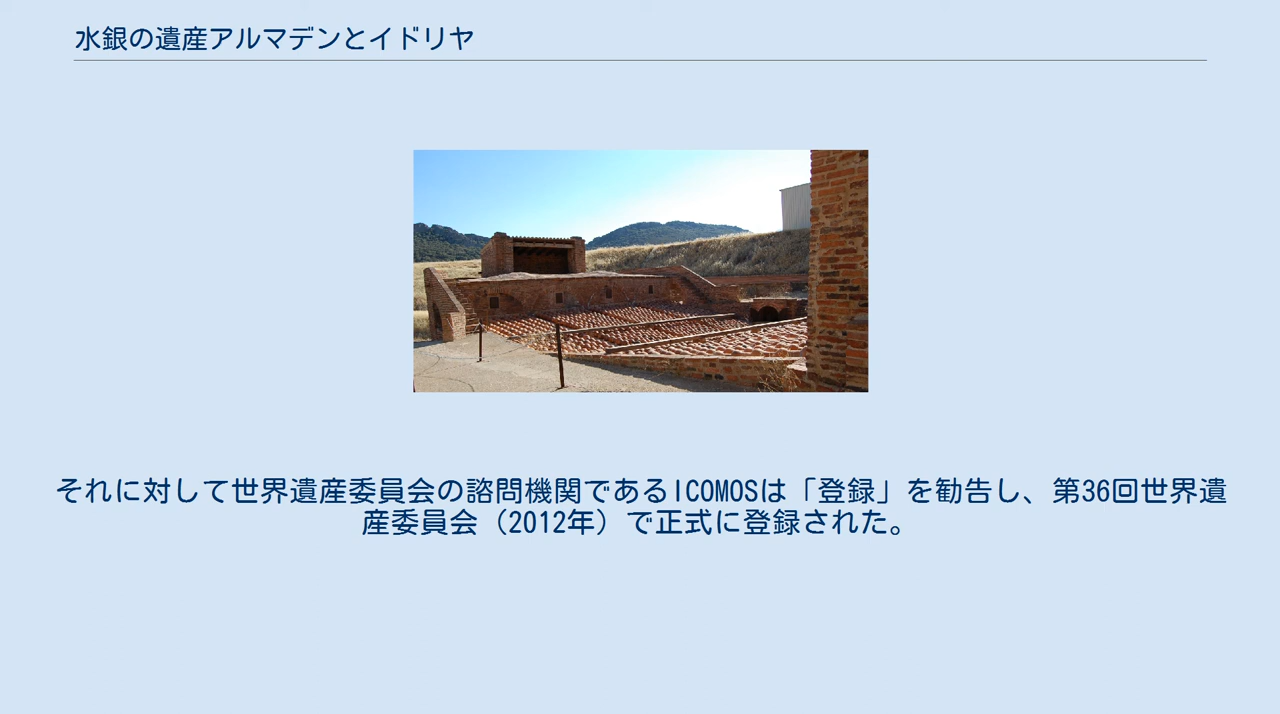 水銀の遺産アルマデンとイドリヤ
それに対して世界遺産委員会の諮問機関であるICOMOSは「登録」を勧告し、第36回世界遺
産委員会（2012年）で正式に登録された。